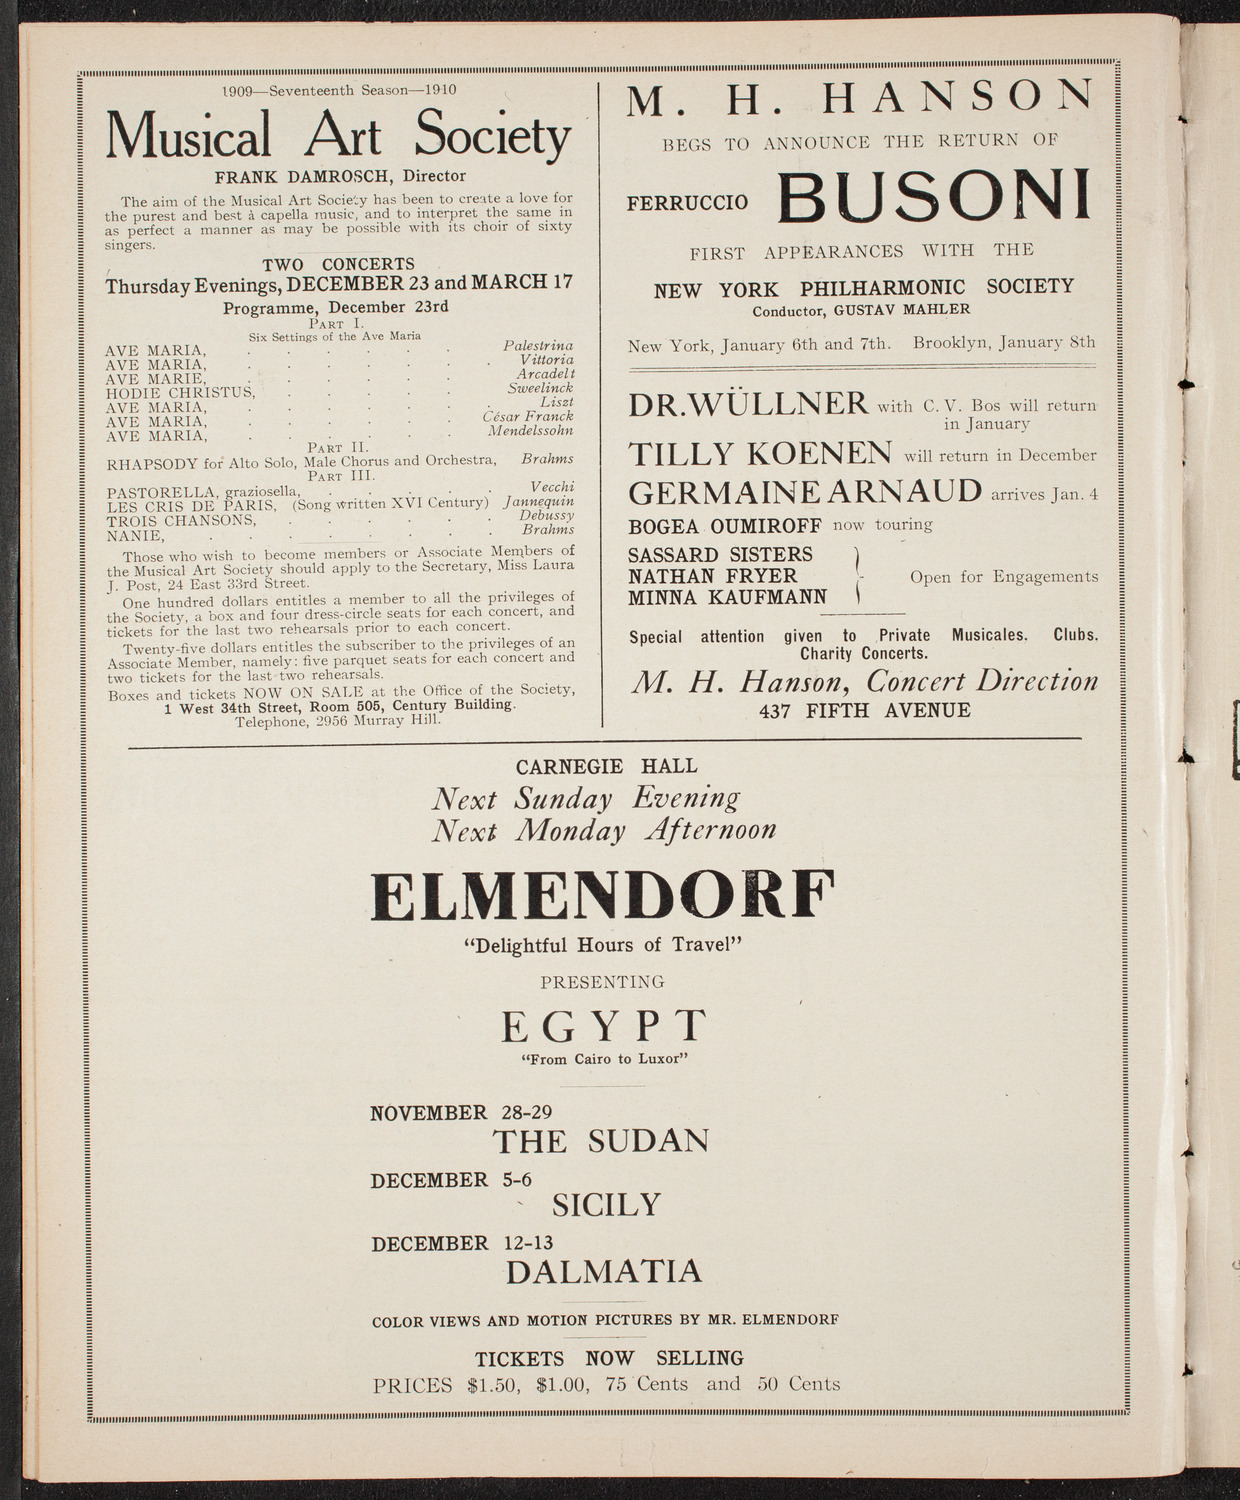 1909—Seventeenth Season—1910
Musical Art Society
FRANK DAMROSCH, Director
The aim of the Musical Art Society has been to create a love for
the purest and best à capella music, and to interpret the same in
as perfect a manner as may be possible with its choir of sixty
singers.
TWO CONCERTS
Thursday Evenings, DECEMBER 23 and MARCH 17
Programme, December 23rd
PART I.
Six Settings of the Ave Maria
AVE MARIA, . . . . . . Palestrina
AVE MARIA, . . . . . . . Vittoria
AVE MARIE, . . . . . . Arcadelt
HODIE CHRISTUS, . . . . . . Sweelinck
AVE MARIA, . . . . . . Liszt
AVE MARIA, . . . . . . César Franck
AVE MARIA, . . . . . . Mendelssohn
PART II.
RHAPSODY for Alto Solo, Male Chorus and Orchestra, Brahms
PART III.
PASTORELLA, graziosella, . . . . . Vecchi
LES CRIS DE PARIS, (Song written XVI Century) Jannequin
TROIS CHANSONS, . . . . . . Debussy
NANIE, . . . . . . . . Brahms
Those who wish to become members or Associate Members of
the Musical Art Society should apply to the Secretary, Miss Laura
J. Post, 24 East 33rd Street.
One hundred dollars entitles a member to all the privileges of
the Society, a box and four dress-circle seats for each concert, and
tickets for the last two rehearsals prior to each concert.
Twenty-five dollars entitles the subscriber to the privileges of an
Associate Member, namely: five parquet seats for each concert and
two tickets for the last two rehearsals.
Boxes and tickets NOW ON SALE at the Office of the Society,
1 West 34th Street, Room 505, Century Building.
Telephone, 2956 Murray Hill.
M. H. HANSON
BEGS TO ANNOUNCE THE RETURN OF
FERRUCCIO BUSONI
FIRST APPEARANCES WITH THE
NEW YORK PHILHARMONIC SOCIETY
Conductor, GUSTAV MAHLER
New York, January 6th and 7th. Brooklyn, January 8th
DR. WÜLLNER with C. V. Bos will return
in January
TILLY KOENEN will return in December
GERMAINE ARNAUD arrives Jan. 4
BOGEA OUMIROFF now touring
SASSARD SISTERS
NATHAN FRYER } Open for Engagements
MINNA KAUFMANN
Special attention given to Private Musicales. Clubs.
Charity Concerts.
M. H. Hanson, Concert Direction
437 FIFTH AVENUE
CARNEGIE HALL
Next Sunday Evening
Next Monday Afternoon
ELMENDORF
"Delightful Hours of Travel"
PRESENTING
EGYPT
"From Cairo to Luxor"
NOVEMBER 28-29
THE SUDAN
DECEMBER 5-6
SICILY
DECEMBER 12-13
DALMATIA
COLOR VIEWS AND MOTION PICTURES BY MR. ELMENDORF
TICKETS NOW SELLING
PRICES $1.50, $1.00, 75 Cents and 50 Cents